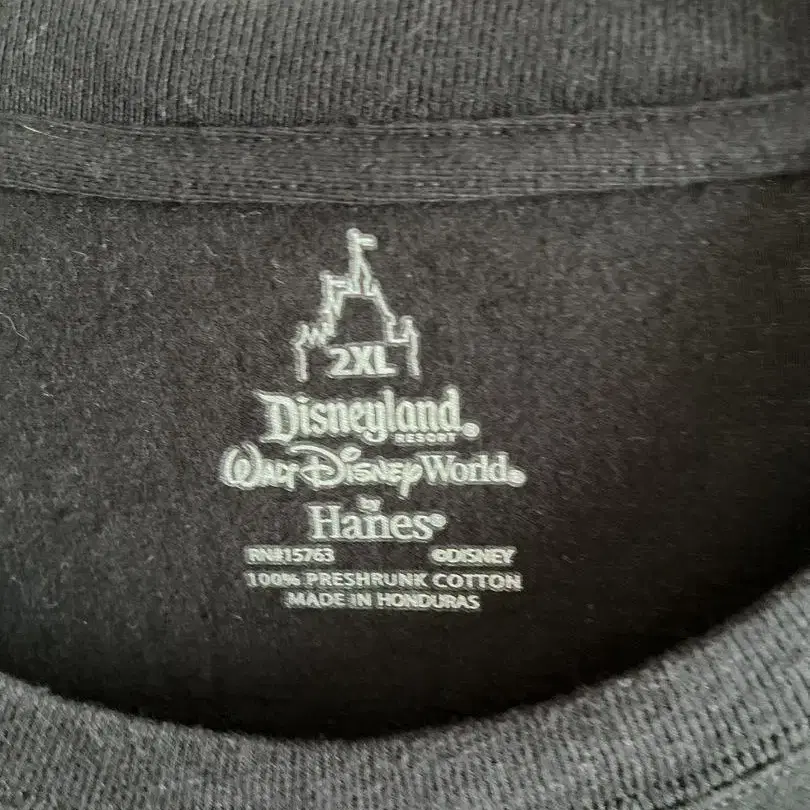 2XL
Disneyland®
RESORT
Walt Disney World®
by
Hanes®
RN#15763 ©DISNEY
100% PRESHRUNK COTTON
MADE IN HONDURAS